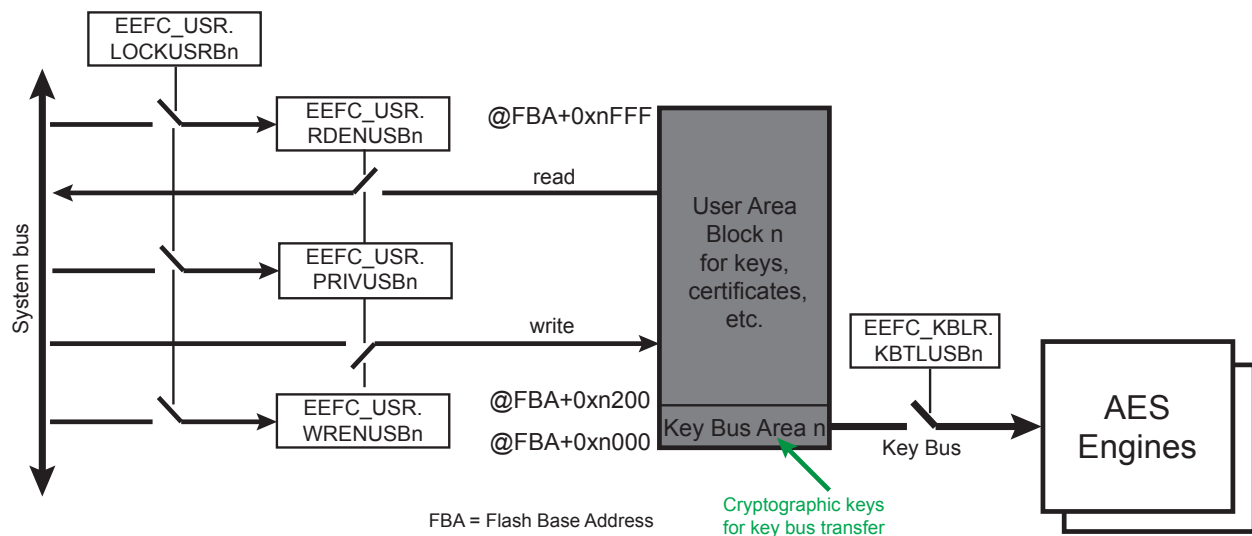 EEFC_USR.
LOCKUSRBn
EEFC_USR.
RDENUSBn
@FBA+0xnFFF
read
User Area
Block n
for keys,
certificates,
etc.
EEFC_USR.
PRIVUSBn
System bus
write
EEFC_KBLR.
KBTLUSBn
EEFC_USR.
WRENUSBn
@FBA+0xn200
@FBA+0xn000
Key Bus Area n
Key Bus
AES
Engines
Cryptographic keys
for key bus transfer
FBA = Flash Base Address